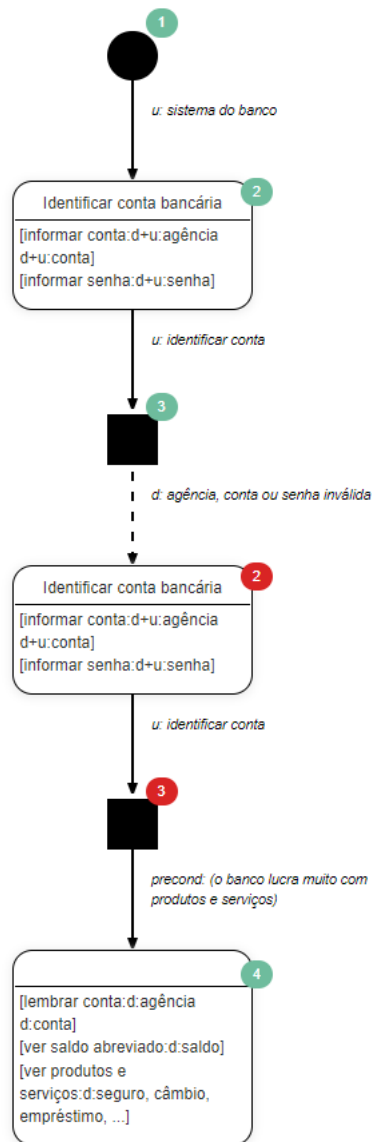 1
u: sistema do banco
2
Identificar conta bancária
[informar conta:d+u:agência
d+u:conta]
[informar senha:d+u:senha]
u: identificar conta
3
d: agência, conta ou senha inválida
2
Identificar conta bancária
[informar conta:d+u:agência
d+u:conta]
[informar senha:d+u:senha]
u: identificar conta
3
precond: (o banco lucra muito com
produtos e serviços)
4
[lembrar conta:d:agência
d:conta]
[ver saldo abreviado:d:saldo]
[ver produtos e
serviços:d:seguro, câmbio,
empréstimo, ...]